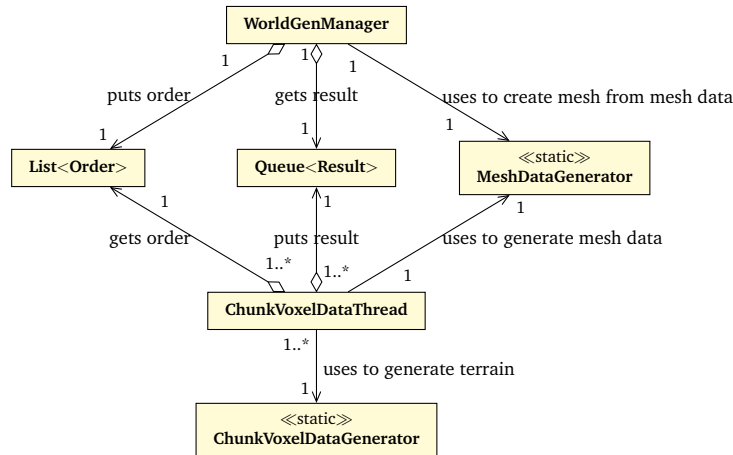 WorldGenManager
1 1 1
puts order gets result uses to create mesh from mesh data
1 1 1
List<Order> Queue<Result> ≪static≫
MeshDataGenerator
1 1 1
gets order puts result uses to generate mesh data
1..* 1..* 1
ChunkVoxelDataThread
1..*
uses to generate terrain
1
≪static≫
ChunkVoxelDataGenerator